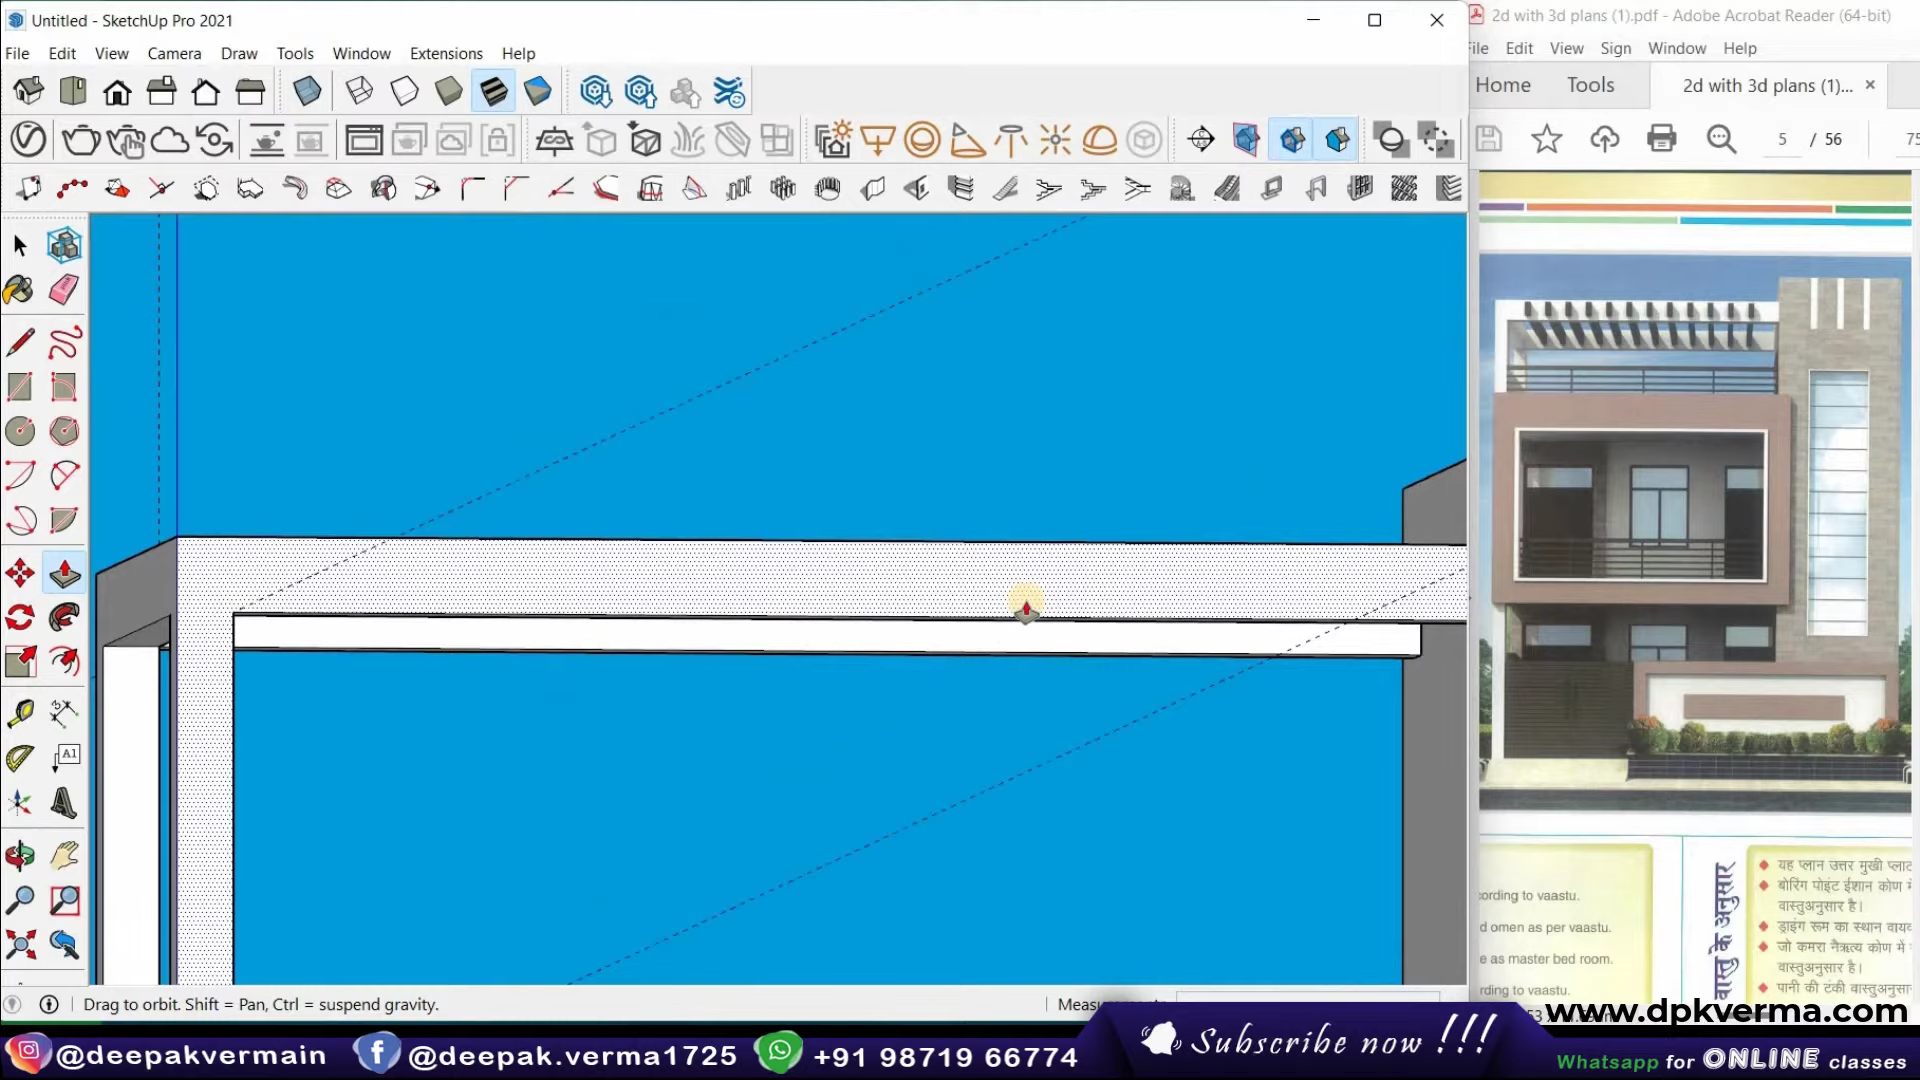 Untitled - SketchUp Pro 2021
File Edit View Camera Draw Tools Window Extensions Help
2d with 3d plans (1).pdf - Adobe Acrobat Reader (64-bit)
File Edit View Sign Window Help
Home Tools 2d with 3d plans (1)... ×
5 / 56 75
A1
Drag to orbit. Shift = Pan, Ctrl = suspend gravity.
वास्तु के अनुसार
यह प्लान उत्तर मुखी प्लाट
बोरिंग पोइंट ईशान कोण में
वास्तुअनुसार है।
ड्राइंग रूम का स्थान वायव
जो कमरा नैऋत्य कोण में
वास्तुअनुसार है।
पानी की टंकी वास्तुअनुसार
cording to vaastu.
d omen as per vaastu.
e as master bed room.
rding to vaastu.
www.dpkverma.com
@deepakvermain @deepak.verma1725 +91 98719 66774
Subscribe now !!!
Whatsapp for ONLINE classes